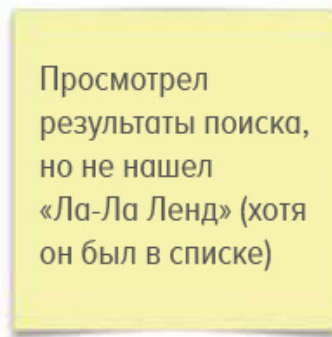 Просмотрел
результаты поиска,
но не нашел
«Ла-Ла Ленд» (хотя
он был в списке)